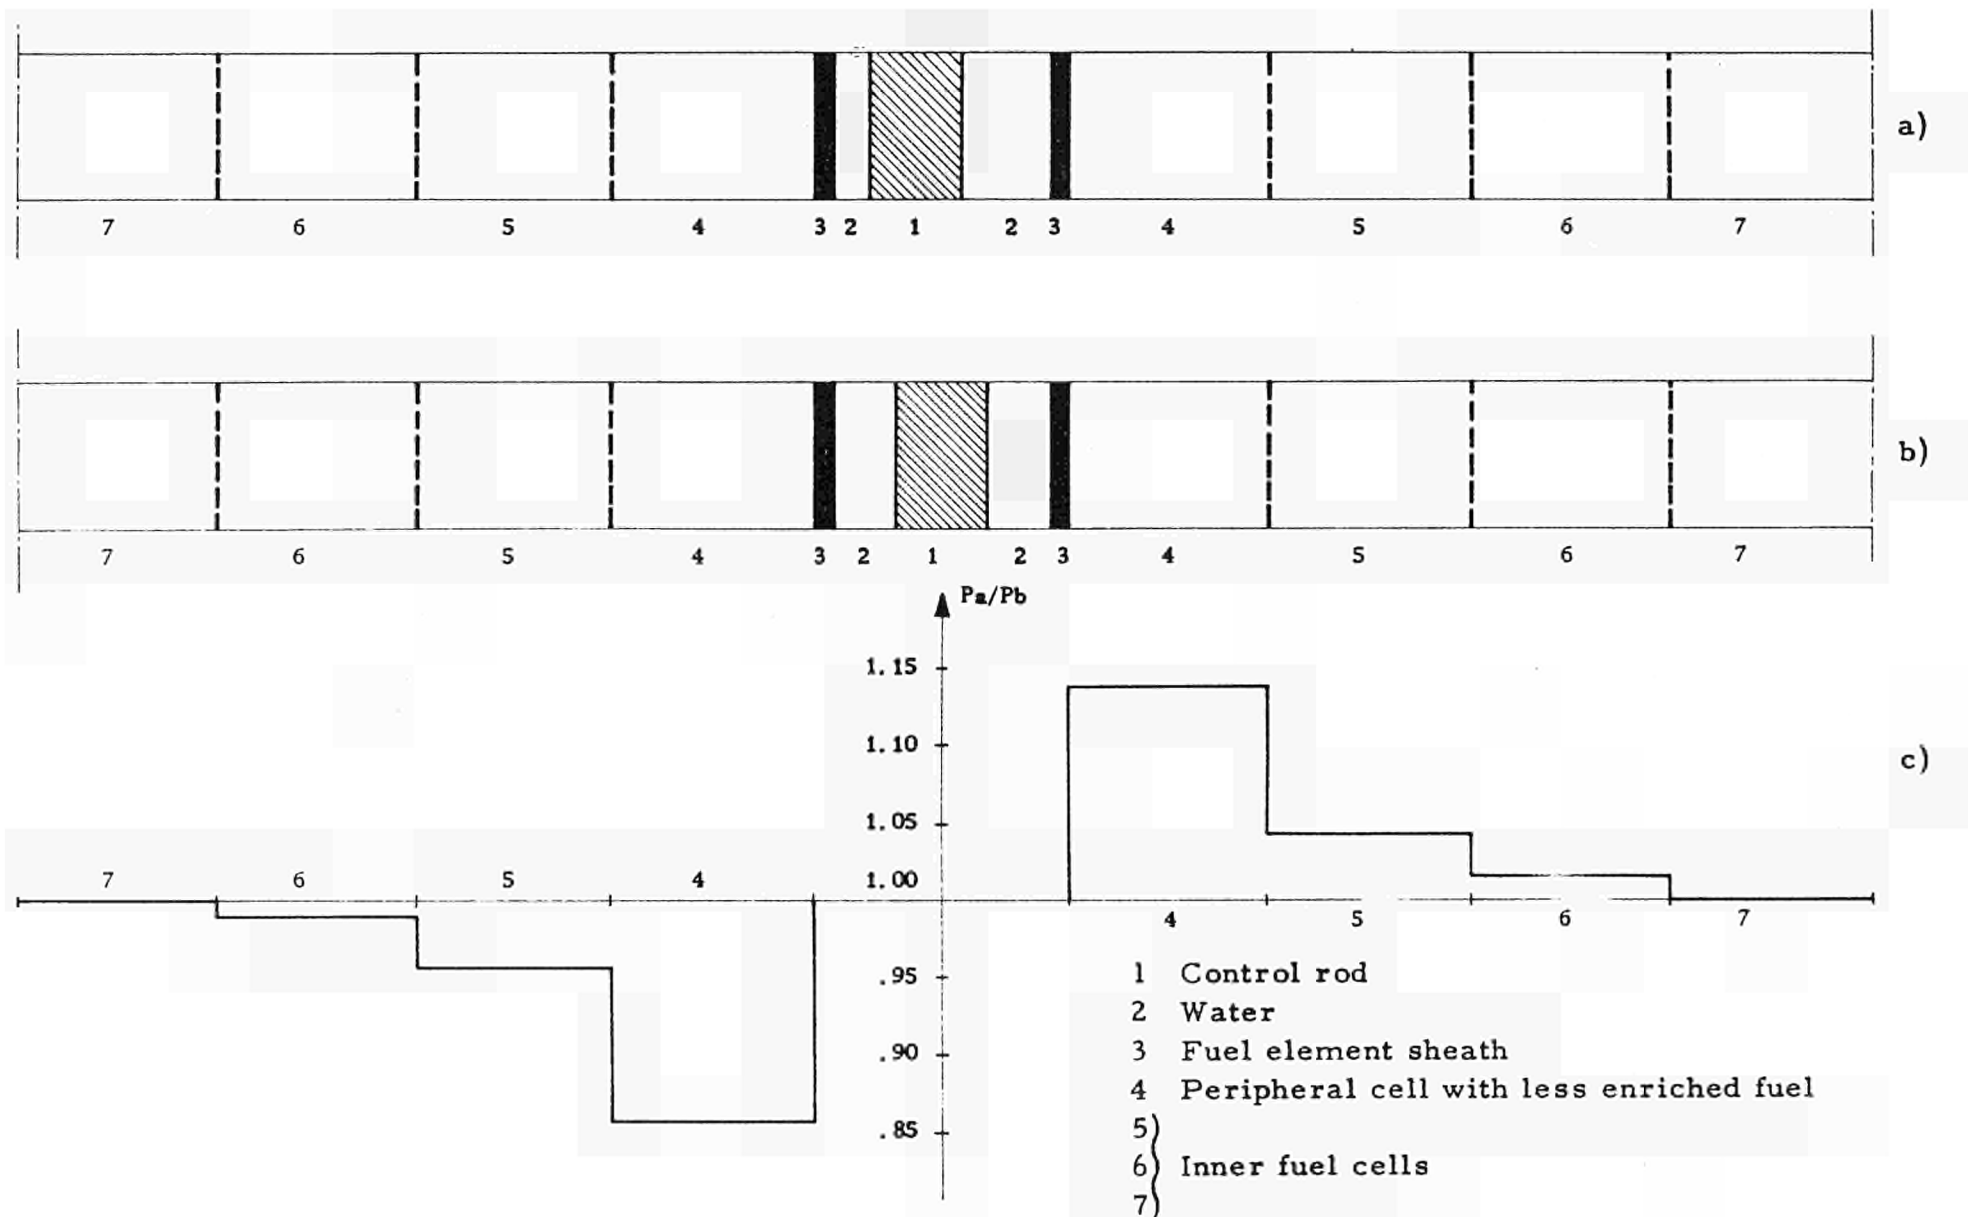 a)
7 6 5 4 3 2 1 2 3 4 5 6 7
b)
7 6 5 4 3 2 1 2 3 4 5 6 7
Pa/Pb
1.15
1.10
c)
1.05
7 6 5 4 1.00
4 5 6 7
.95
.90
.85
1 Control rod
2 Water
3 Fuel element sheath
4 Peripheral cell with less enriched fuel
5)
6) Inner fuel cells
7)